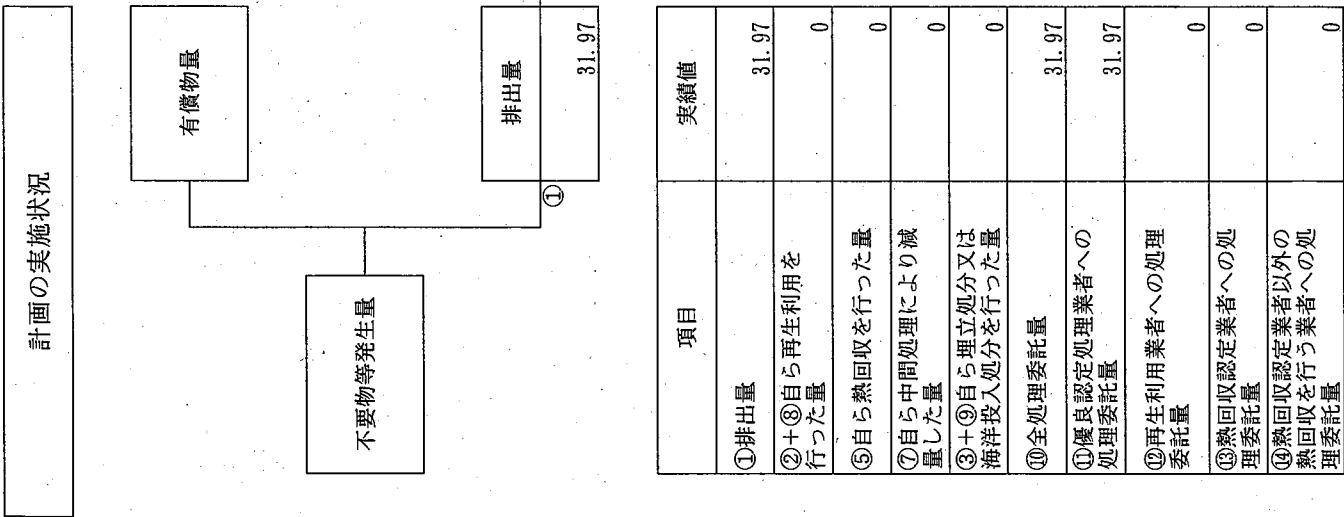 計画の実施状況
有償物量
不要物等発生量
排出量
①
31.97
項目
実績値
①排出量
31.97
②+⑧自ら再生利用を
行った量
0
⑤自ら熱回収を行った量
0
⑦自ら中間処理により減
量した量
0
③+⑨自ら埋立処分又は
海洋投入処分を行った量
0
⑩全処理委託量
31.97
⑪優良認定処理業者への
処理委託量
31.97
⑫再生利用業者への処理
委託量
0
⑬熱回収認定業者への処
理委託量
0
⑭熱回収認定業者以外の
熱回収を行う業者への処
理委託量
0